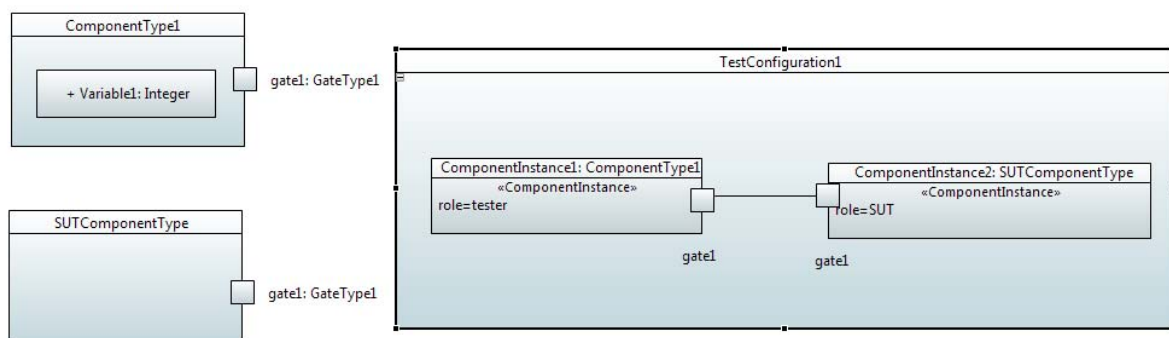 ComponentType1
+ Variable1: Integer
gate1: GateType1
SUTComponentType
gate1: GateType1
TestConfiguration1
ComponentInstance1: ComponentType1
«ComponentInstance»
role=tester
gate1
ComponentInstance2: SUTComponentType
«ComponentInstance»
role=SUT
gate1